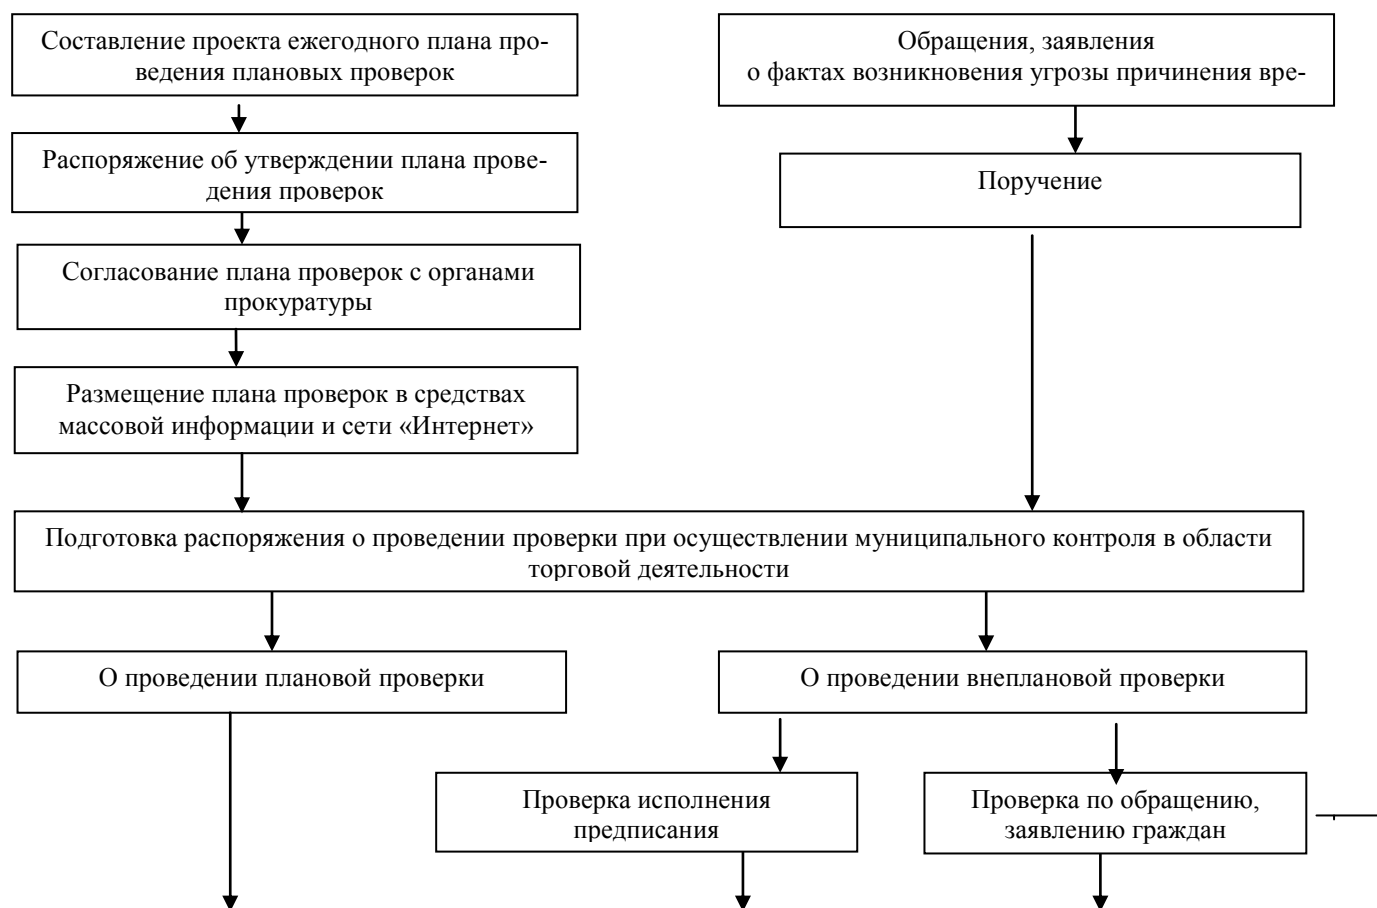 Составление проекта ежегодного плана про-
ведения плановых проверок
Обращения, заявления
о фактах возникновения угрозы причинения вре-
Распоряжение об утверждении плана прове-
дения проверок
Поручение
Согласование плана проверок с органами
прокуратуры
Размещение плана проверок в средствах
массовой информации и сети «Интернет»
Подготовка распоряжения о проведении проверки при осуществлении муниципального контроля в области
торговой деятельности
О проведении плановой проверки
О проведении внеплановой проверки
Проверка исполнения
предписания
Проверка по обращению,
заявлению граждан